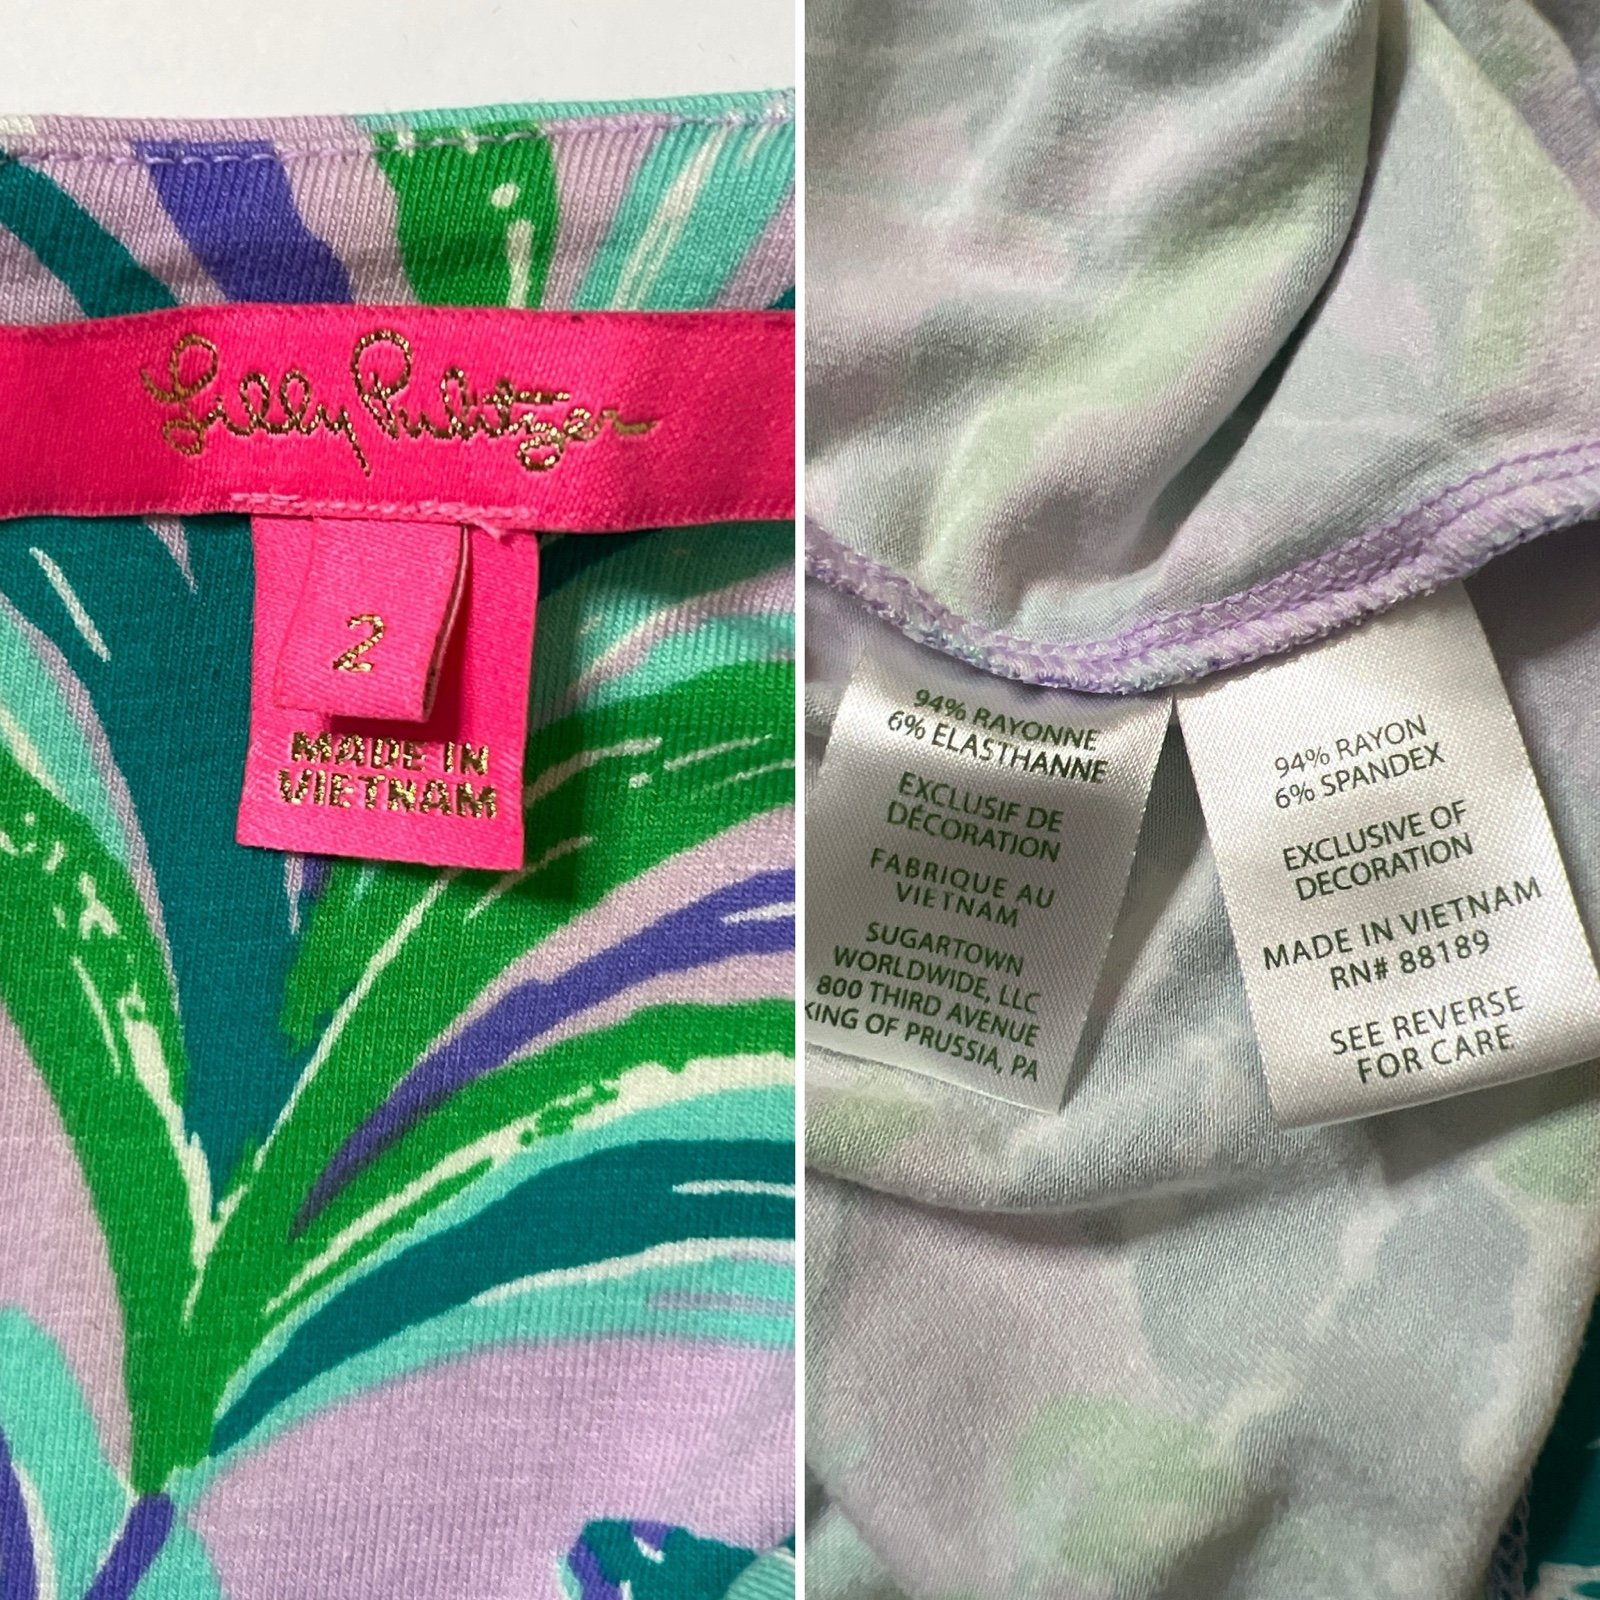 Lilly Pulitzer
2
MADE IN
VIETNAM
94% RAYONNE
6% ELASTHANNE
EXCLUSIF DE
DÉCORATION
FABRIQUE AU
VIETNAM
SUGARTOWN
WORLDWIDE, LLC
800 THIRD AVENUE
KING OF PRUSSIA, PA
94% RAYON
6% SPANDEX
EXCLUSIVE OF
DECORATION
MADE IN VIETNAM
RN# 88189
SEE REVERSE
FOR CARE